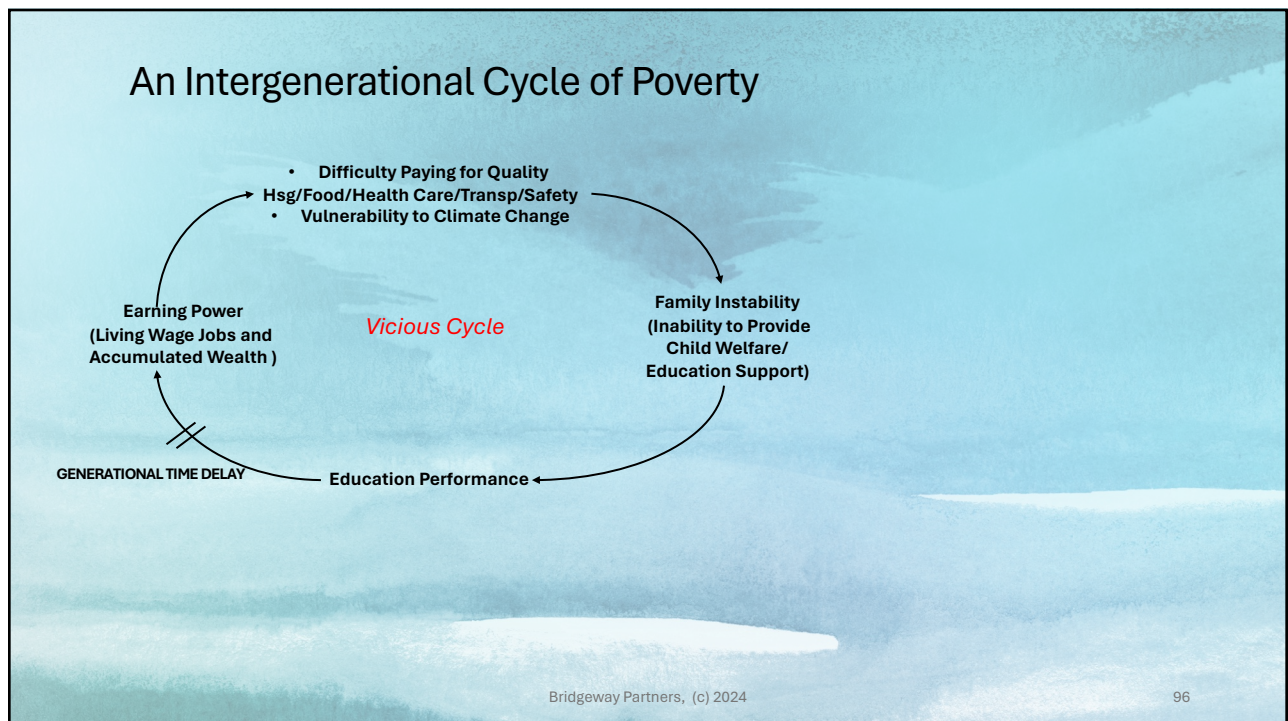 An Intergenerational Cycle of Poverty
• Difficulty Paying for Quality
Hsg/Food/Health Care/Transp/Safety
• Vulnerability to Climate Change
Earning Power
(Living Wage Jobs and
Accumulated Wealth )
Vicious Cycle
Family Instability
(Inability to Provide
Child Welfare/
Education Support)
GENERATIONAL TIME DELAY
Education Performance
Bridgeway Partners, (c) 2024
96